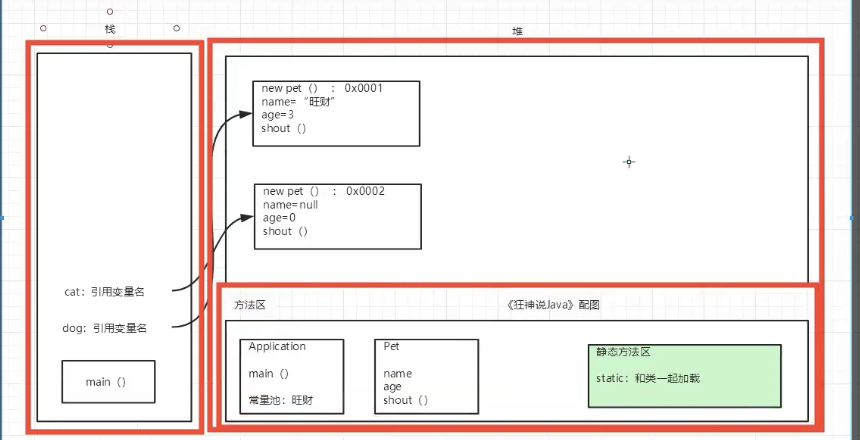 栈
堆
new pet（） ： 0x0001
name=“旺财”
age=3
shout（）
new pet（） ： 0x0002
name=null
age=0
shout（）
cat：引用变量名
dog：引用变量名
main（）
方法区
《狂神说Java》配图
Application
main（）
常量池：旺财
Pet
name
age
shout（）
静态方法区
static：和类一起加载